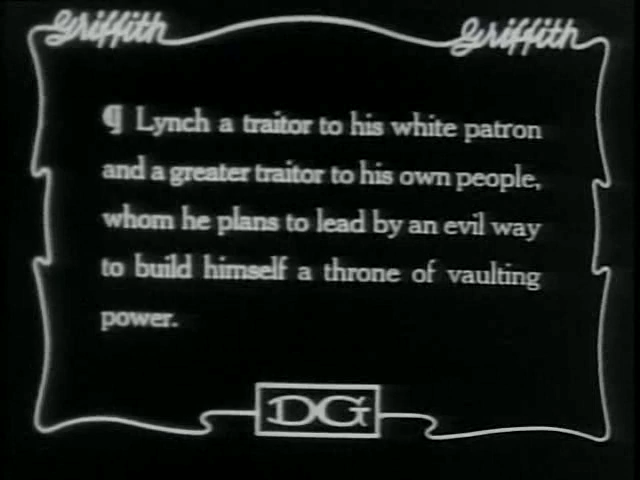 Griffith Griffith
¶ Lynch a traitor to his white patron
and a greater traitor to his own people,
whom he plans to lead by an evil way
to build himself a throne of vaulting
power.
DG